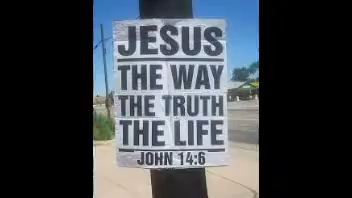 JESUS
THE WAY
THE TRUTH
THE LIFE
JOHN 14:6